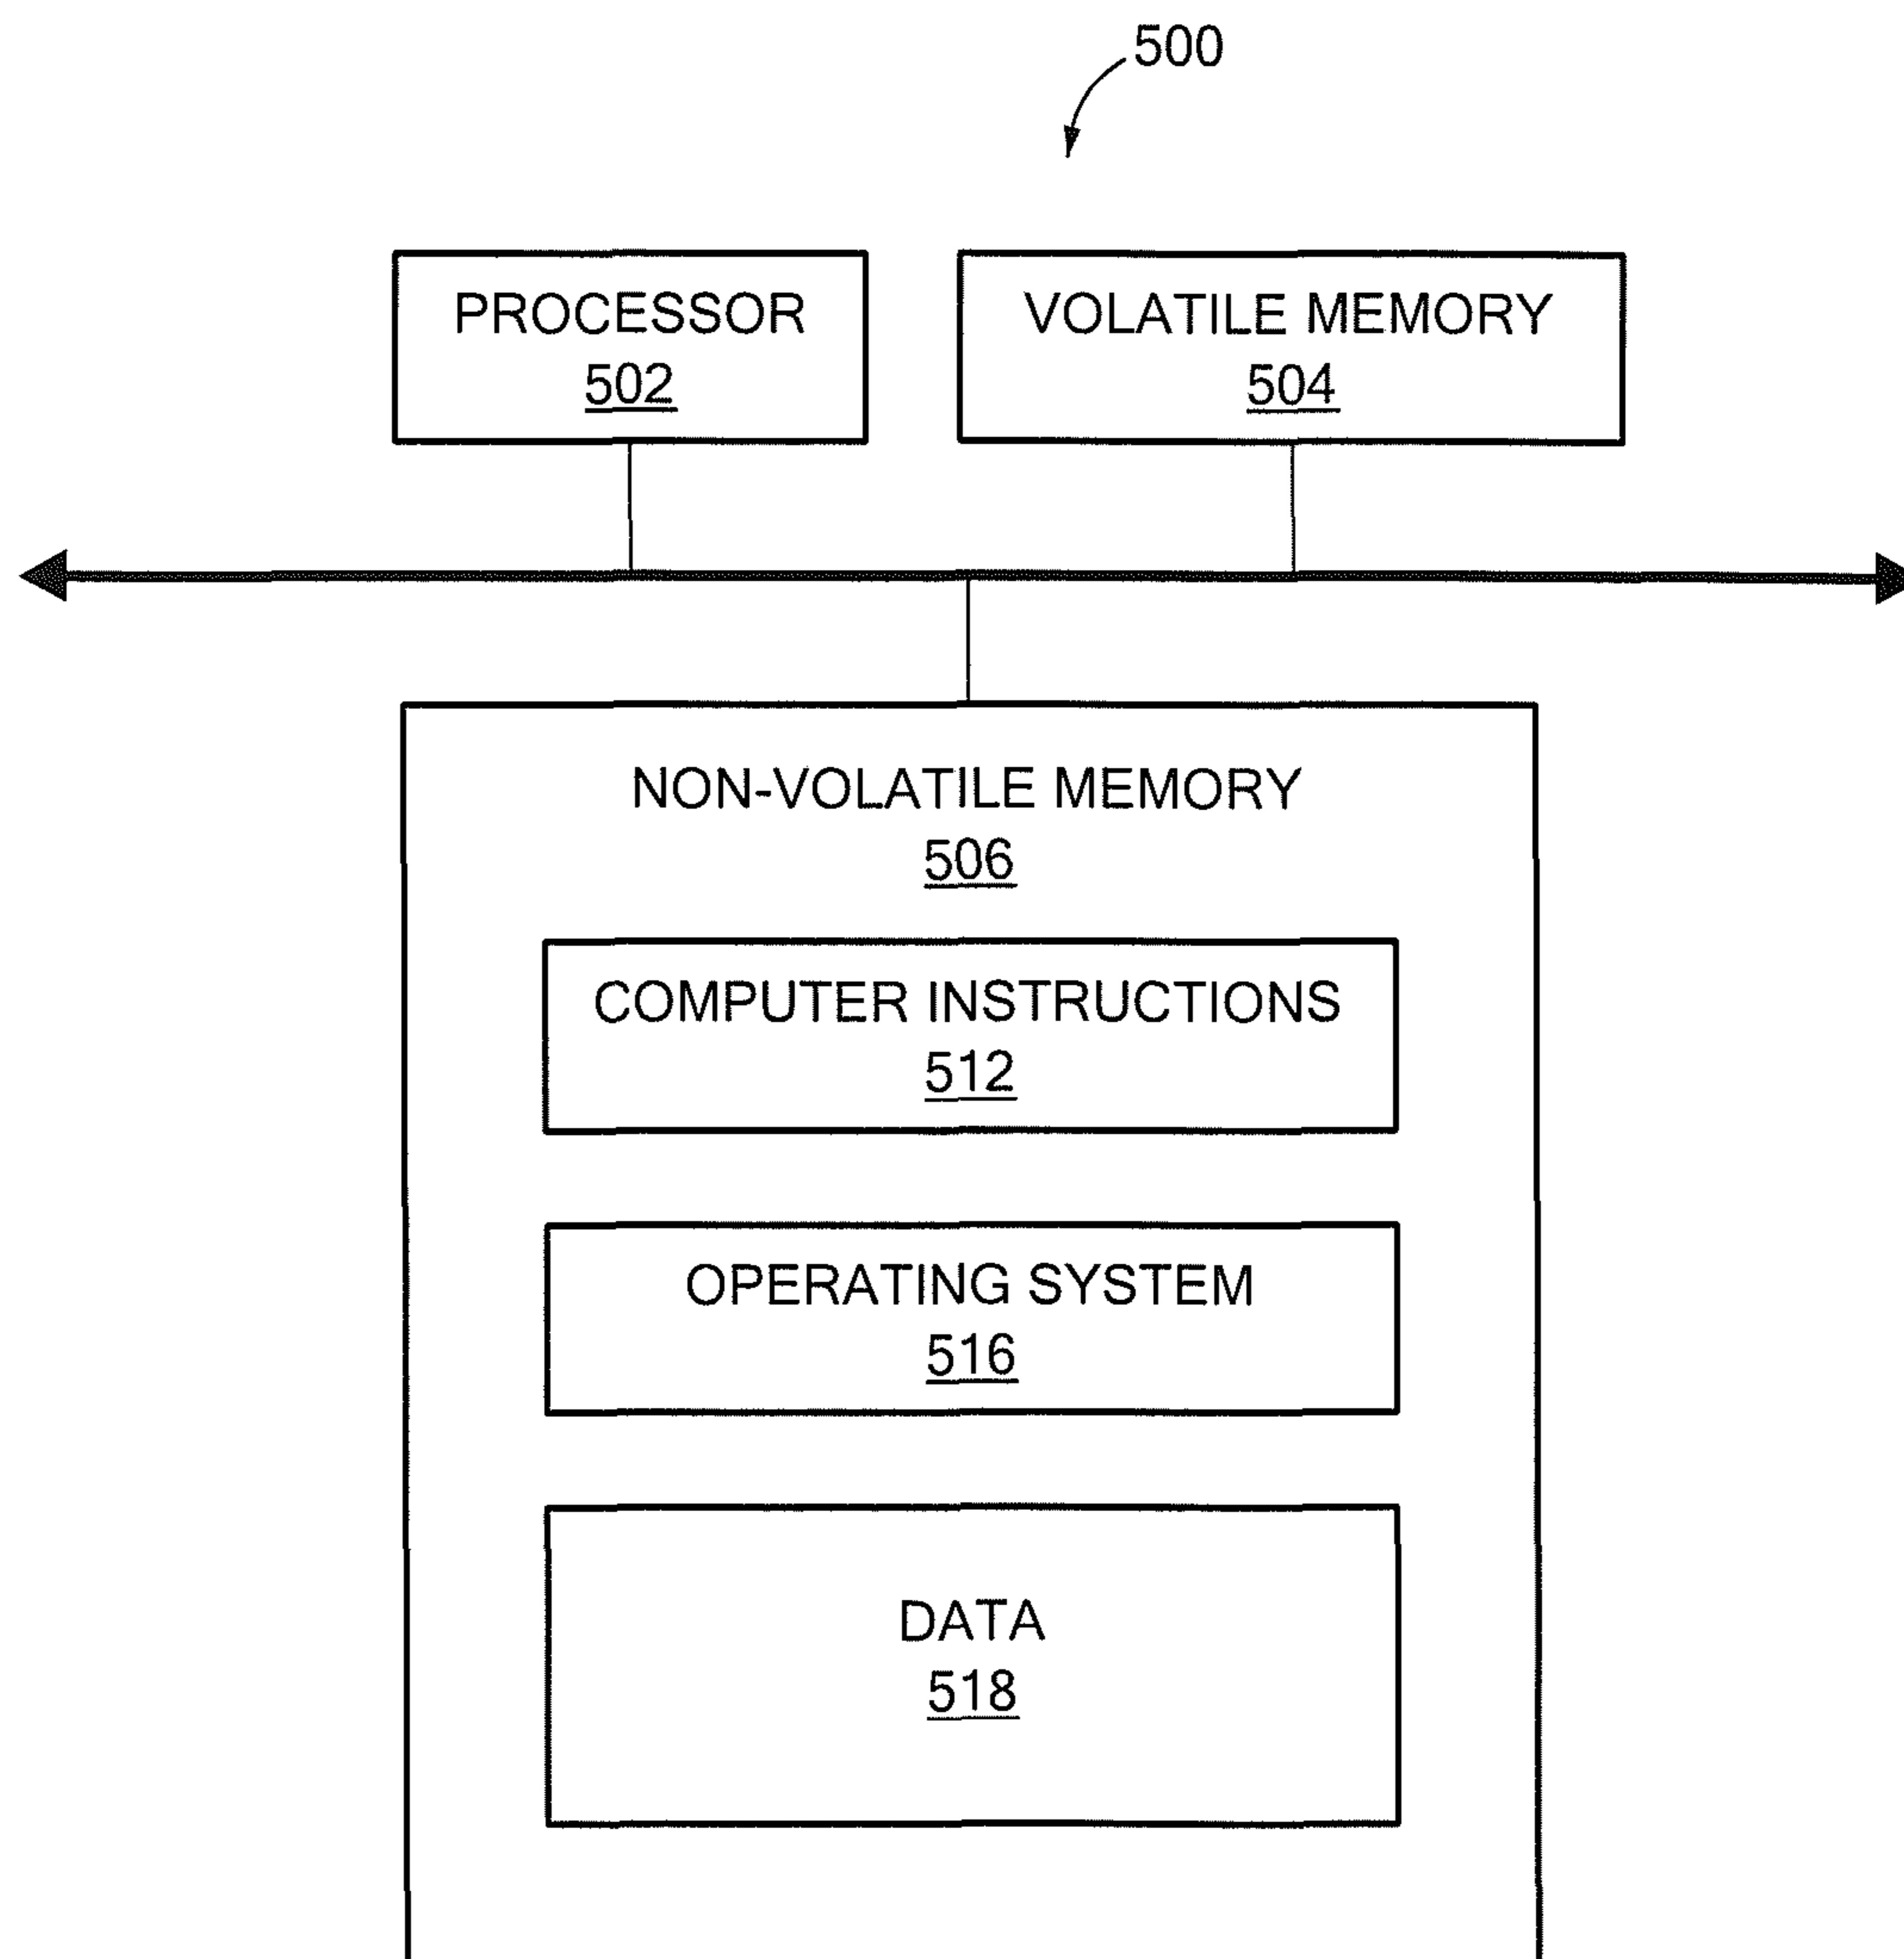 500
PROCESSOR
502
VOLATILE MEMORY
504
NON-VOLATILE MEMORY
506
COMPUTER INSTRUCTIONS
512
OPERATING SYSTEM
516
DATA
518